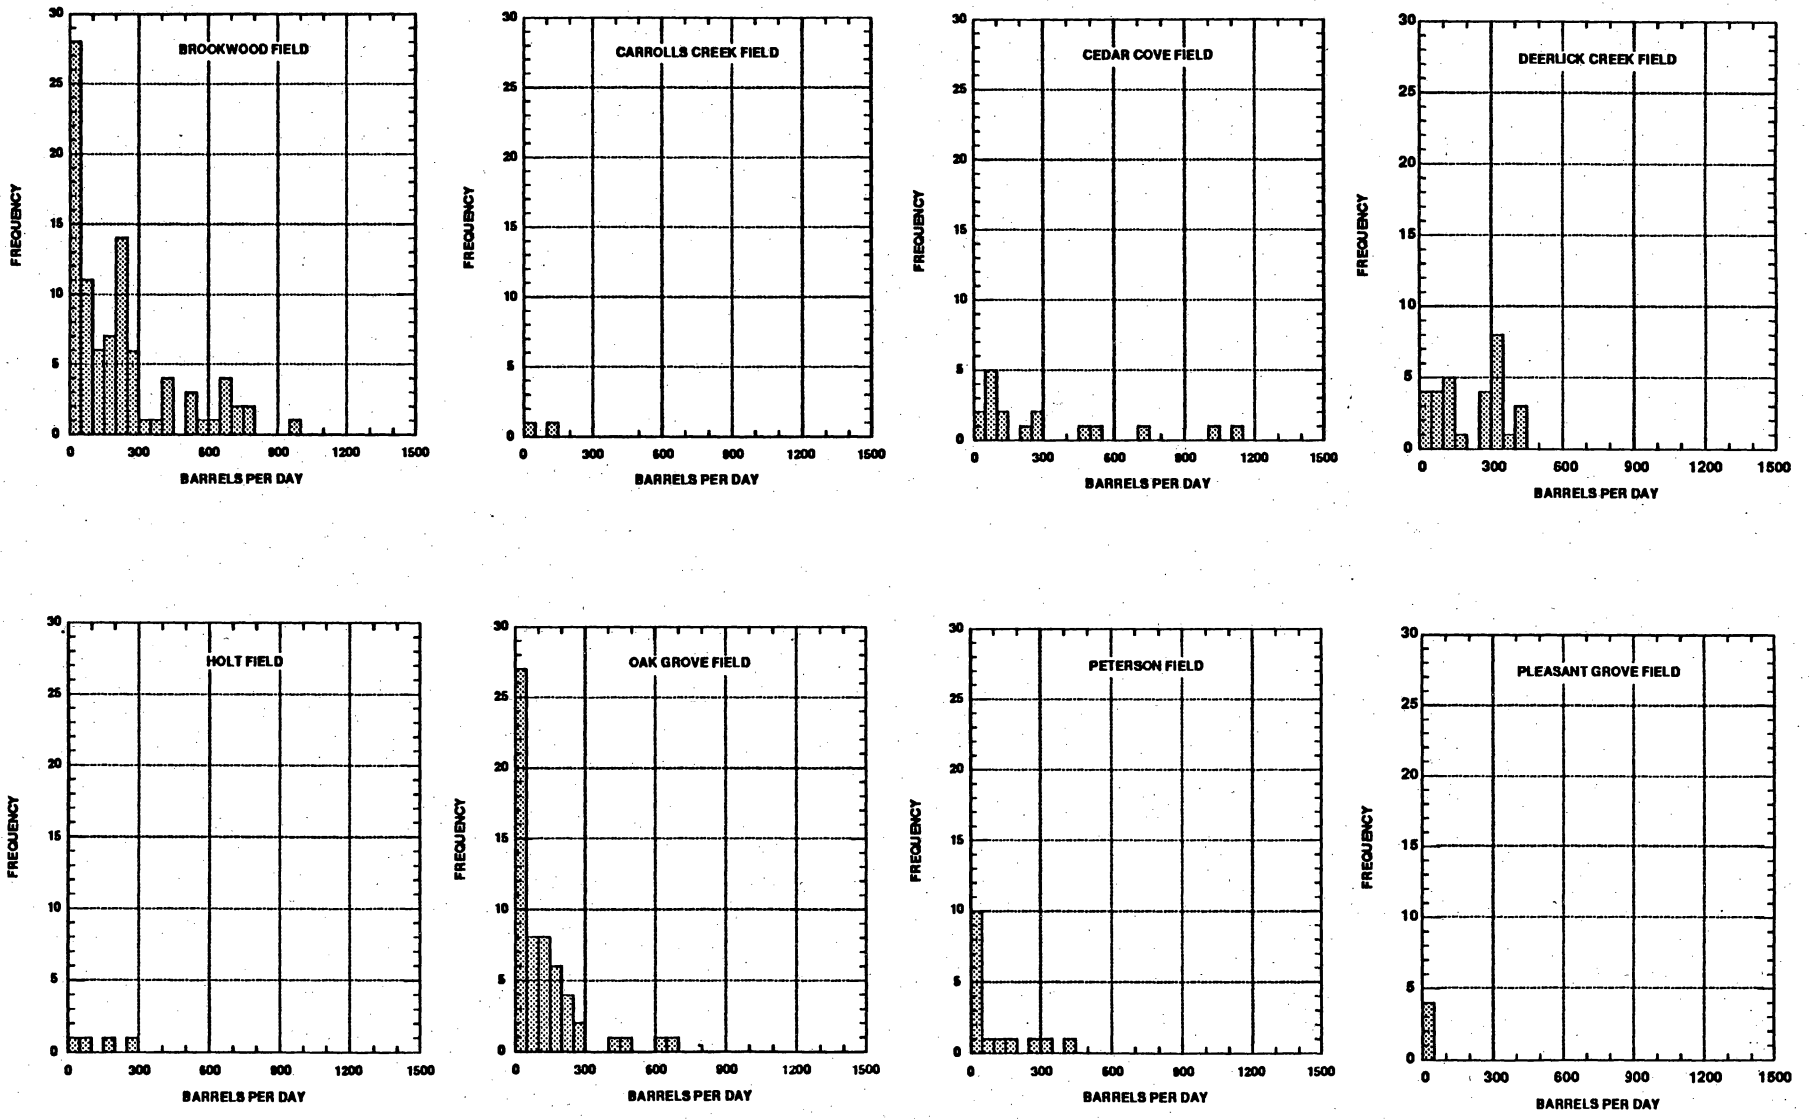 BROOKWOOD FIELD
30
25
20
15
10
5
0
FREQUENCY
0 300 600 900 1200 1500
BARRELS PER DAY
CARROLLS CREEK FIELD
30
25
20
15
10
5
0
FREQUENCY
0 300 600 900 1200 1500
BARRELS PER DAY
CEDAR COVE FIELD
30
25
20
15
10
5
0
FREQUENCY
0 300 600 900 1200 1500
BARRELS PER DAY
DEERLICK CREEK FIELD
30
25
20
15
10
5
0
FREQUENCY
0 300 600 900 1200 1500
BARRELS PER DAY
HOLT FIELD
30
25
20
15
10
5
0
FREQUENCY
0 300 600 900 1200 1500
BARRELS PER DAY
OAK GROVE FIELD
30
25
20
15
10
5
0
FREQUENCY
0 300 600 900 1200 1500
BARRELS PER DAY
PETERSON FIELD
30
25
20
15
10
5
0
FREQUENCY
0 300 600 900 1200 1500
BARRELS PER DAY
PLEASANT GROVE FIELD
30
25
20
15
10
5
0
FREQUENCY
0 300 600 900 1200 1500
BARRELS PER DAY